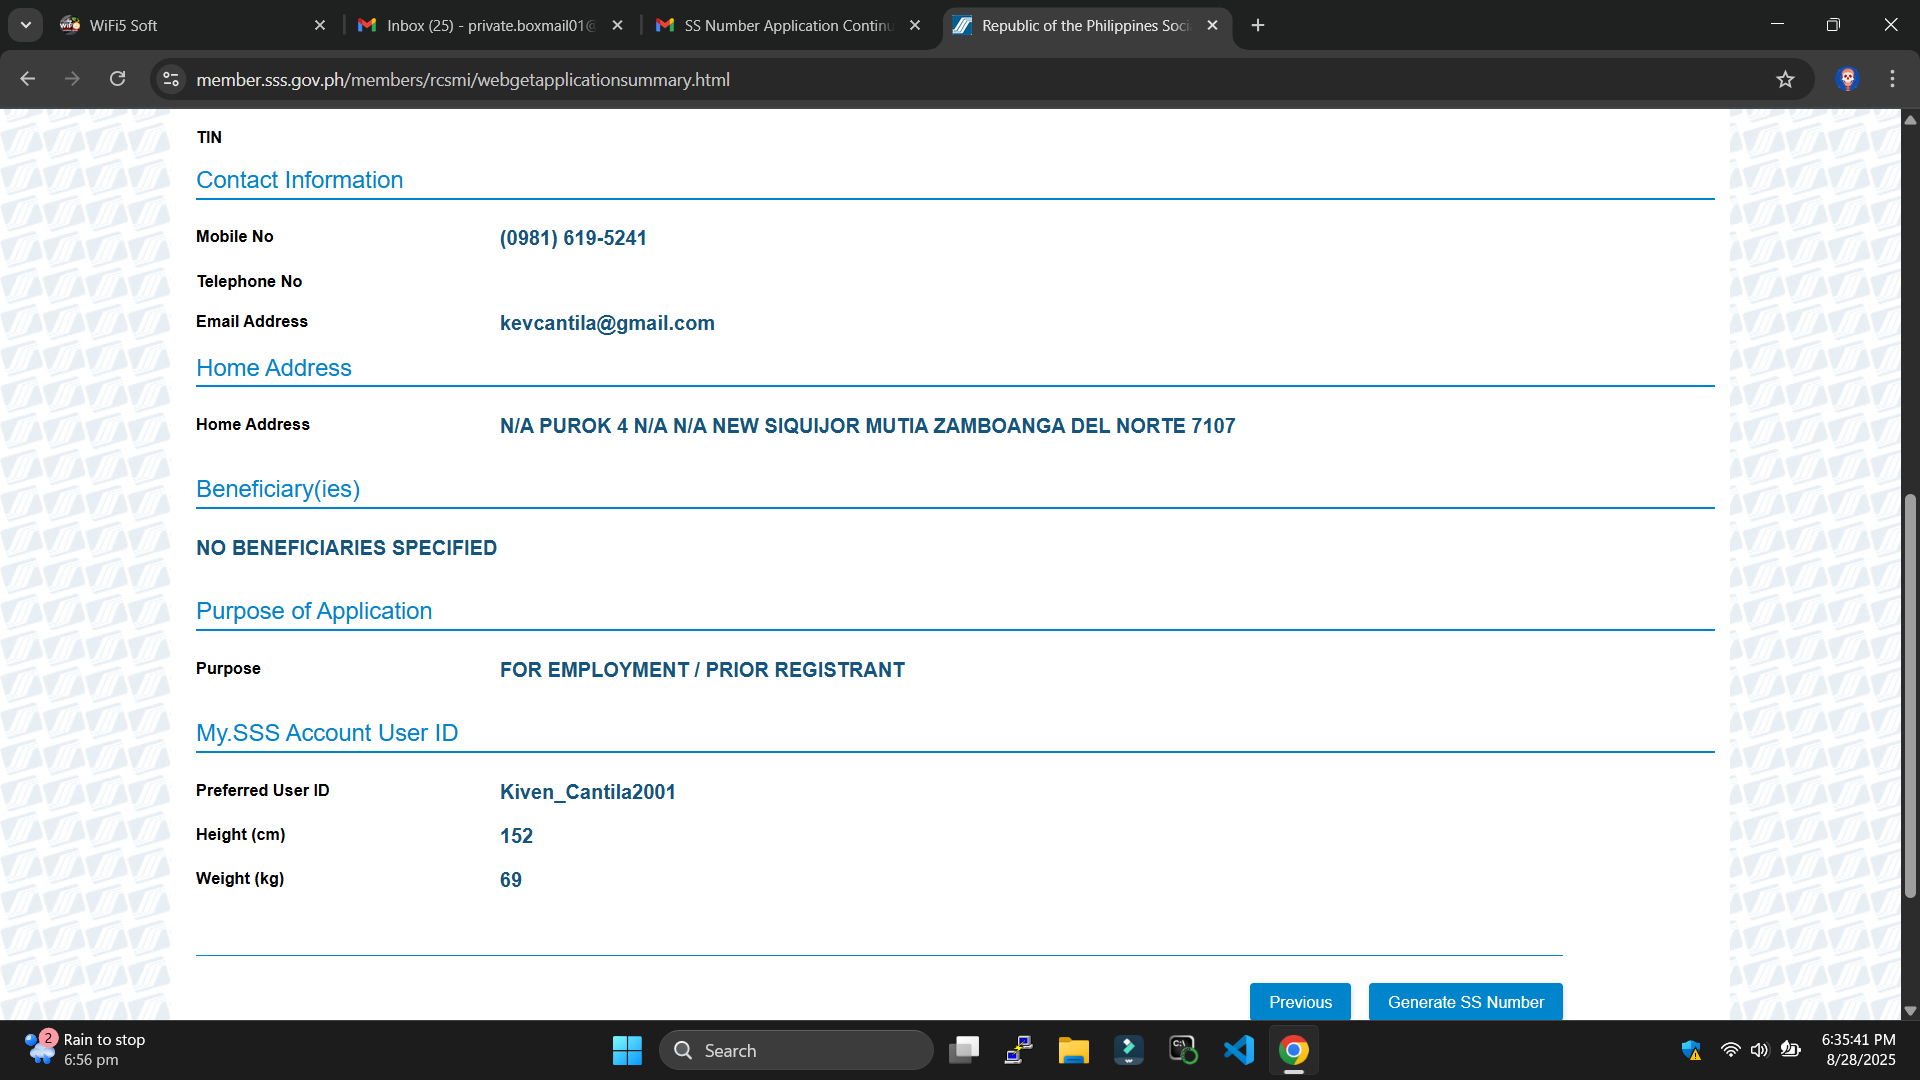 WiFi5 Soft
Inbox (25) - private.boxmail01@
SS Number Application Continu
Republic of the Philippines Soci
member.sss.gov.ph/members/rcsmi/webgetapplicationsummary.html
TIN
Contact Information
Mobile No (0981) 619-5241
Telephone No
Email Address kevcantila@gmail.com
Home Address
Home Address N/A PUROK 4 N/A N/A NEW SIQUIJOR MUTIA ZAMBOANGA DEL NORTE 7107
Beneficiary(ies)
NO BENEFICIARIES SPECIFIED
Purpose of Application
Purpose FOR EMPLOYMENT / PRIOR REGISTRANT
My.SSS Account User ID
Preferred User ID Kiven_Cantila2001
Height (cm) 152
Weight (kg) 69
Previous Generate SS Number
2 Rain to stop
6:56 pm
Search
6:35:41 PM
8/28/2025